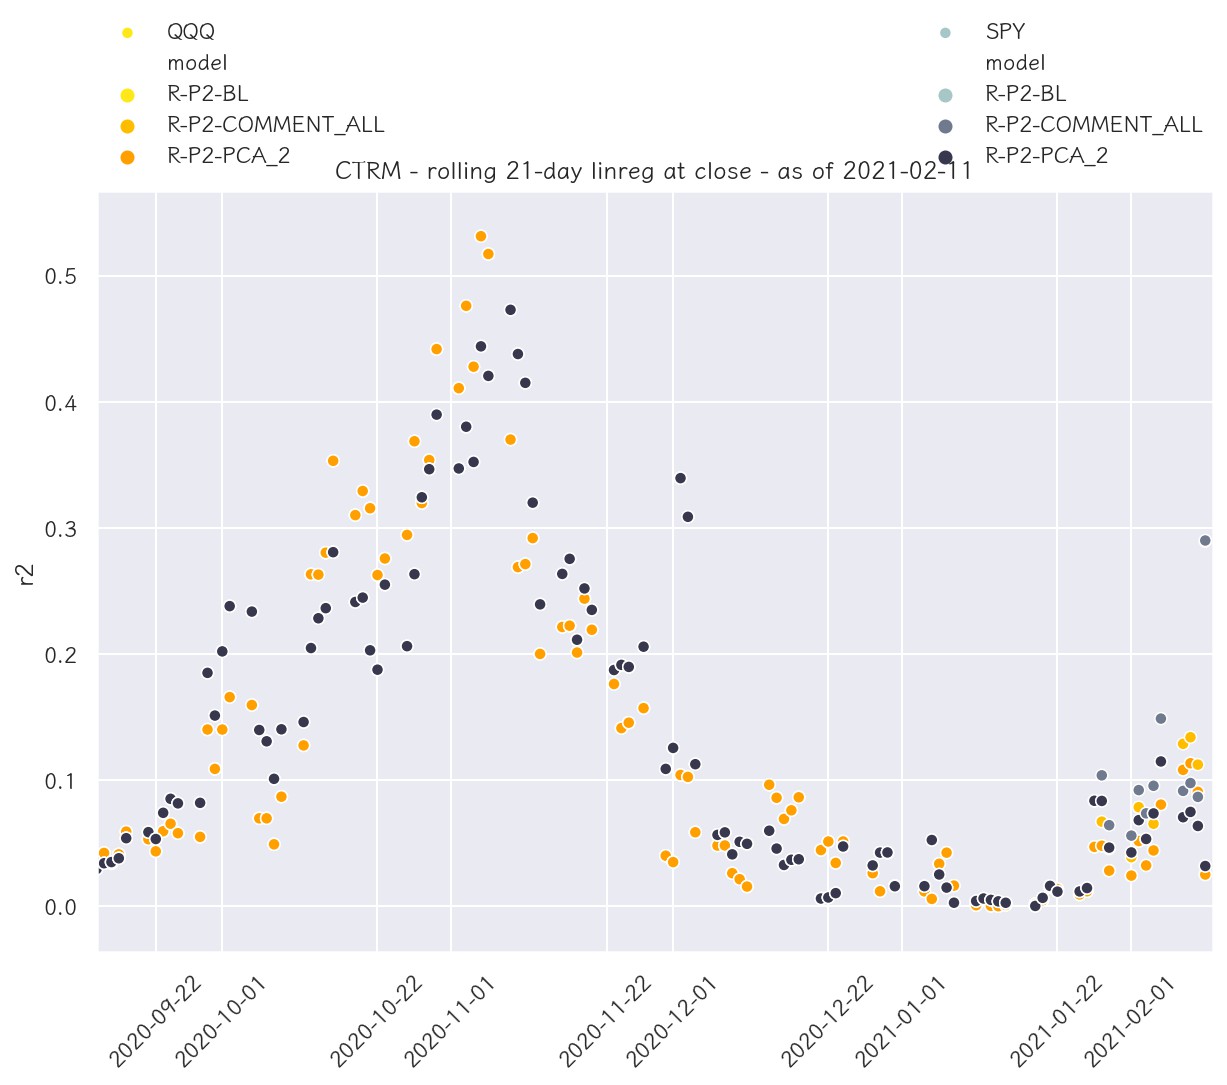 QQQ
model
R-P2-BL
R-P2-COMMENT_ALL
R-P2-PCA_2
SPY
model
R-P2-BL
R-P2-COMMENT_ALL
R-P2-PCA_2
CTRM - rolling 21-day linreg at close - as of 2021-02-11
r2
0.5
0.4
0.3
0.2
0.1
0.0
2020-09-22
2020-10-01
2020-10-22
2020-11-01
2020-11-22
2020-12-01
2020-12-22
2021-01-01
2021-01-22
2021-02-01